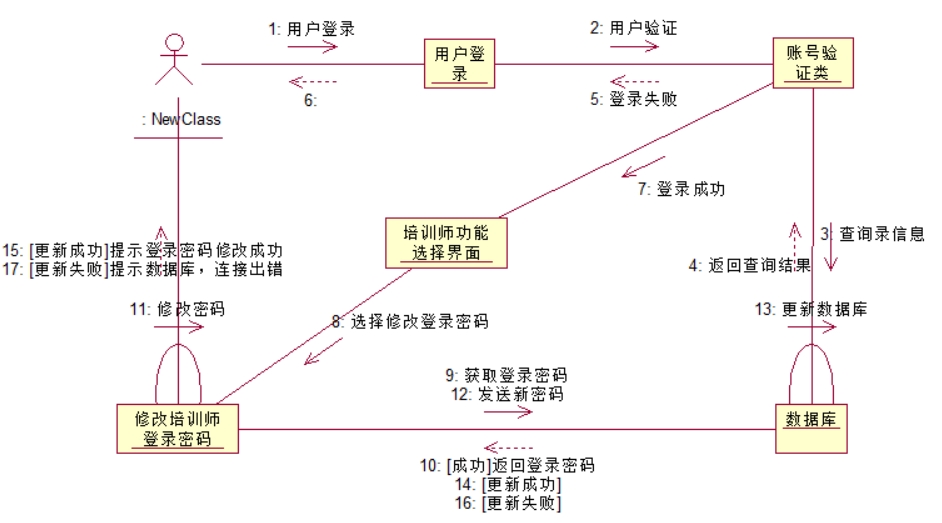 1: 用户登录
2: 用户验证
用户登
录
账号验
证类
6:
5: 登录失败
: NewClass
7: 登录成功
培训师功能
选择界面
3: 查询录信息
15: [更新成功]提示登录密码修改成功
17: [更新失败]提示数据库，连接出错
4: 返回查询结果
11: 修改密码
13: 更新数据库
8: 选择修改登录密码
9: 获取登录密码
12: 发送新密码
修改培训师
登录密码
数据库
10: [成功]返回登录密码
14: [更新成功]
16: [更新失败]